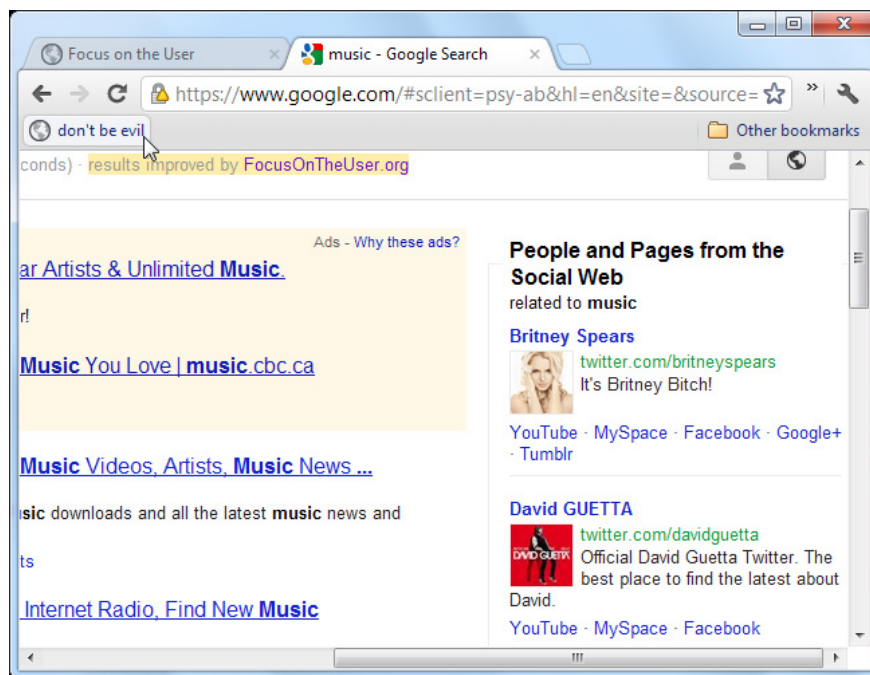 Focus on the User
music - Google Search
https://www.google.com/#sclient=psy-ab&hl=en&site=&source=
don't be evil
Other bookmarks
conds) · results improved by FocusOnTheUser.org
Ads - Why these ads?
ar Artists & Unlimited Music.
r!
Music You Love | music.cbc.ca
Music Videos, Artists, Music News ...
sic downloads and all the latest music news and
ts
Internet Radio, Find New Music
People and Pages from the
Social Web
related to music
Britney Spears
twitter.com/britneyspears
It's Britney Bitch!
YouTube · MySpace · Facebook · Google+
· Tumblr
David GUETTA
DAVID GUETTA
twitter.com/davidguetta
Official David Guetta Twitter. The
best place to find the latest about
David.
YouTube · MySpace · Facebook